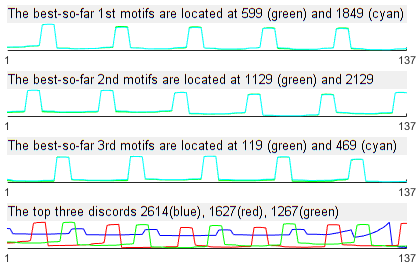 The best-so-far 1st motifs are located at 599 (green) and 1849 (cyan)
1 137
The best-so-far 2nd motifs are located at 1129 (green) and 2129
1 137
The best-so-far 3rd motifs are located at 119 (green) and 469 (cyan)
1 137
The top three discords 2614(blue), 1627(red), 1267(green)
1 137